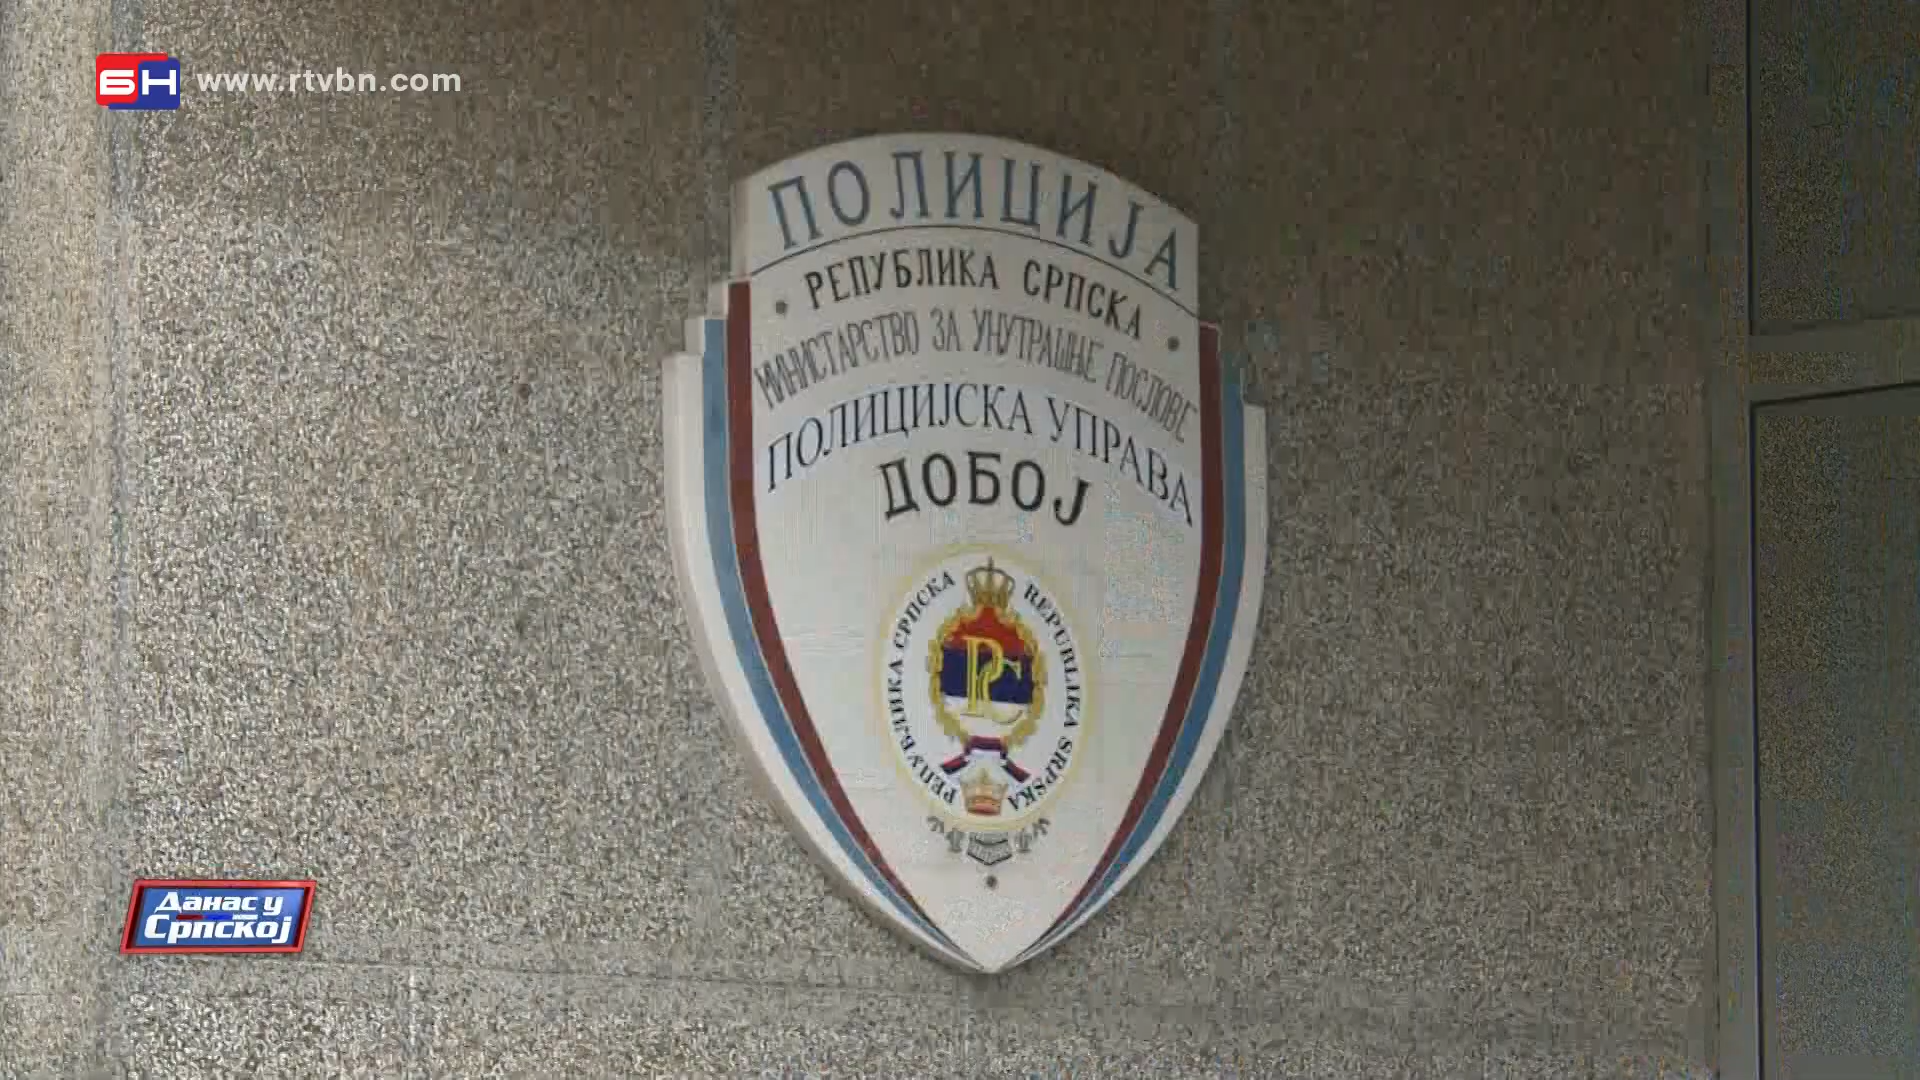 БН www.rtvbn.com
ПОЛИЦИЈА
• РЕПУБЛИКА СРПСКА •
МИНИСТАРСТВО ЗА УНУТРАШЊЕ ПОСЛОВЕ
ПОЛИЦИЈСКА УПРАВА
ДОБОЈ
РЕПУБЛИКА СРПСКА
REPUBLIKA SRPSKA
РС
Данас у
Српској